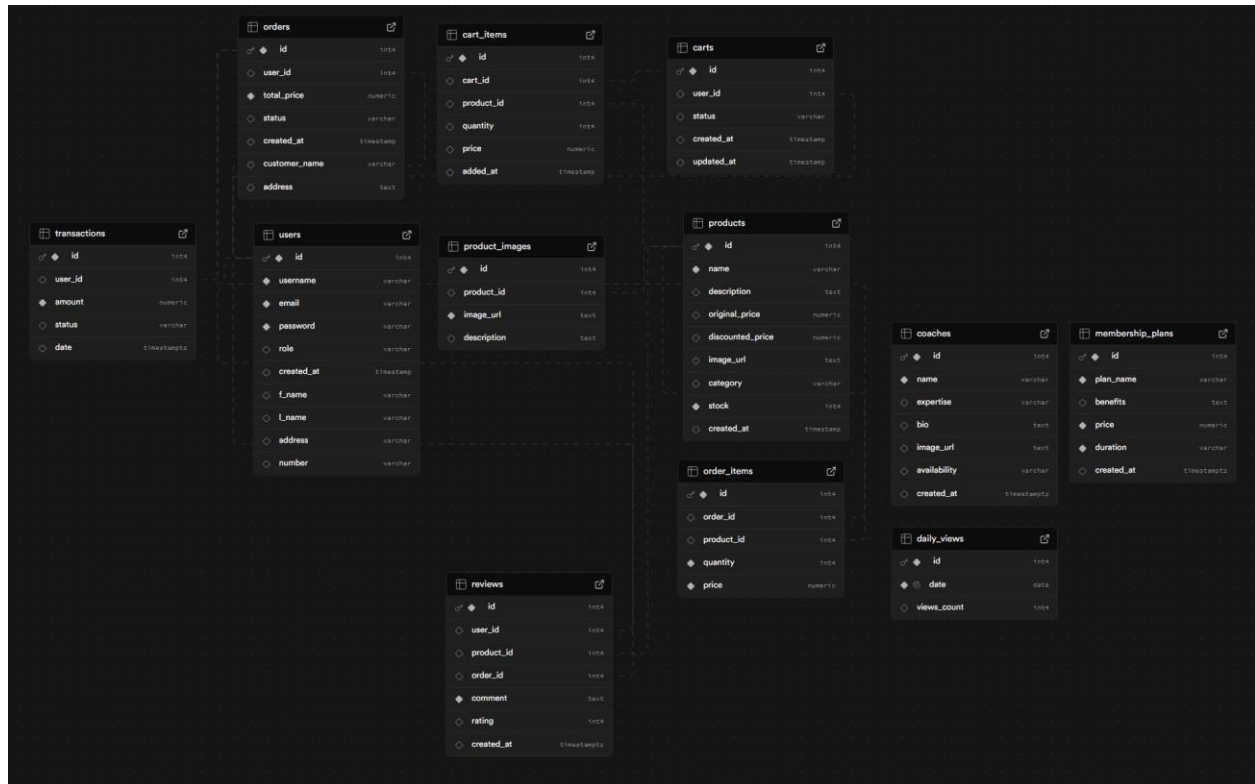 orders
id int4
user_id int4
total_price numeric
status varchar
created_at timestamp
customer_name varchar
address text
cart_items
id int4
cart_id int4
product_id int4
quantity int4
price numeric
added_at timestamp
carts
id int4
user_id int4
status varchar
created_at timestamp
updated_at timestamp
transactions
id int4
user_id int4
amount numeric
status varchar
date timestamptz
users
id int4
username varchar
email varchar
password varchar
role varchar
created_at timestamp
f_name varchar
l_name varchar
address varchar
number varchar
product_images
id int4
product_id int4
image_url text
description text
products
id int4
name varchar
description text
original_price numeric
discounted_price numeric
image_url text
category varchar
stock int4
created_at timestamp
coaches
id int4
name varchar
expertise varchar
bio text
image_url text
availability varchar
created_at timestamptz
membership_plans
id int4
plan_name varchar
benefits text
price numeric
duration varchar
created_at timestamptz
order_items
id int4
order_id int4
product_id int4
quantity int4
price numeric
daily_views
id int4
date date
views_count int4
reviews
id int4
user_id int4
product_id int4
order_id int4
comment text
rating int4
created_at timestamptz